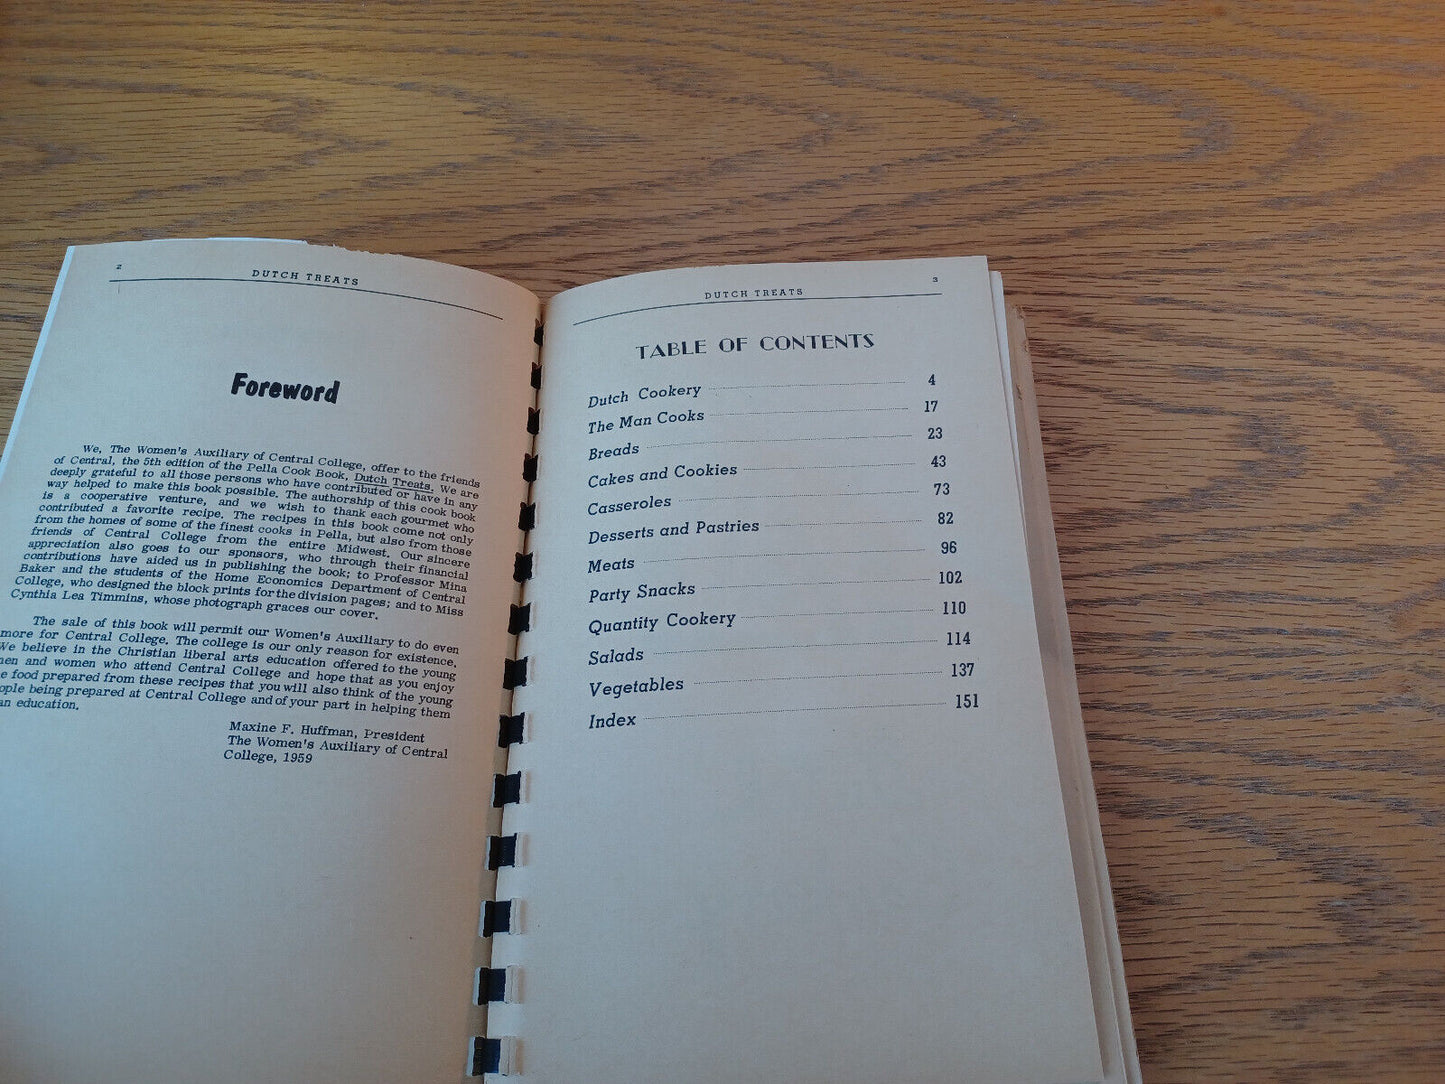 2
DUTCH TREATS
Foreword
We, The Women's Auxiliary of Central College, offer to the friends
of Central, the 5th edition of the Pella Cook Book, Dutch Treats. We are
deeply grateful to all those persons who have contributed or have in any
way helped to make this book possible. The authorship of this cook book
is a cooperative venture, and we wish to thank each gourmet who
contributed a favorite recipe. The recipes in this book come not only
from the homes of some of the finest cooks in Pella, but also from those
friends of Central College from the entire Midwest. Our sincere
appreciation also goes to our sponsors, who through their financial
contributions have aided us in publishing the book; to Professor Mina
Baker and the students of the Home Economics Department of Central
College, who designed the block prints for the division pages; and to Miss
Cynthia Lea Timmins, whose photograph graces our cover.
The sale of this book will permit our Women's Auxiliary to do even
more for Central College. The college is our only reason for existence.
We believe in the Christian liberal arts education offered to the young
men and women who attend Central College and hope that as you enjoy
e food prepared from these recipes that you will also think of the young
ople being prepared at Central College and of your part in helping them
an education.
Maxine F. Huffman, President
The Women's Auxiliary of Central
College, 1959
DUTCH TREATS
3
TABLE OF CONTENTS
Dutch Cookery 4
The Man Cooks 17
Breads 23
Cakes and Cookies 43
Casseroles 73
Desserts and Pastries 82
Meats 96
Party Snacks 102
Quantity Cookery 110
Salads 114
Vegetables 137
Index 151